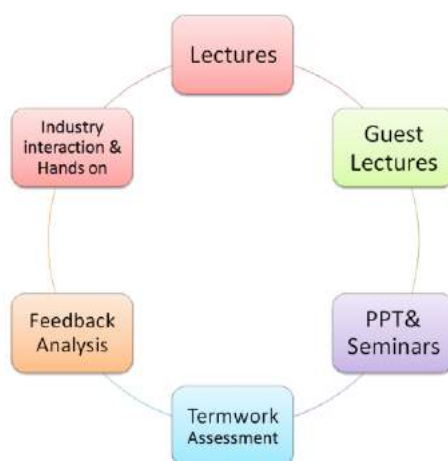 Lectures
Guest
Lectures
PPT&
Seminars
Termwork
Assessment
Feedback
Analysis
Industry
interaction &
Hands on